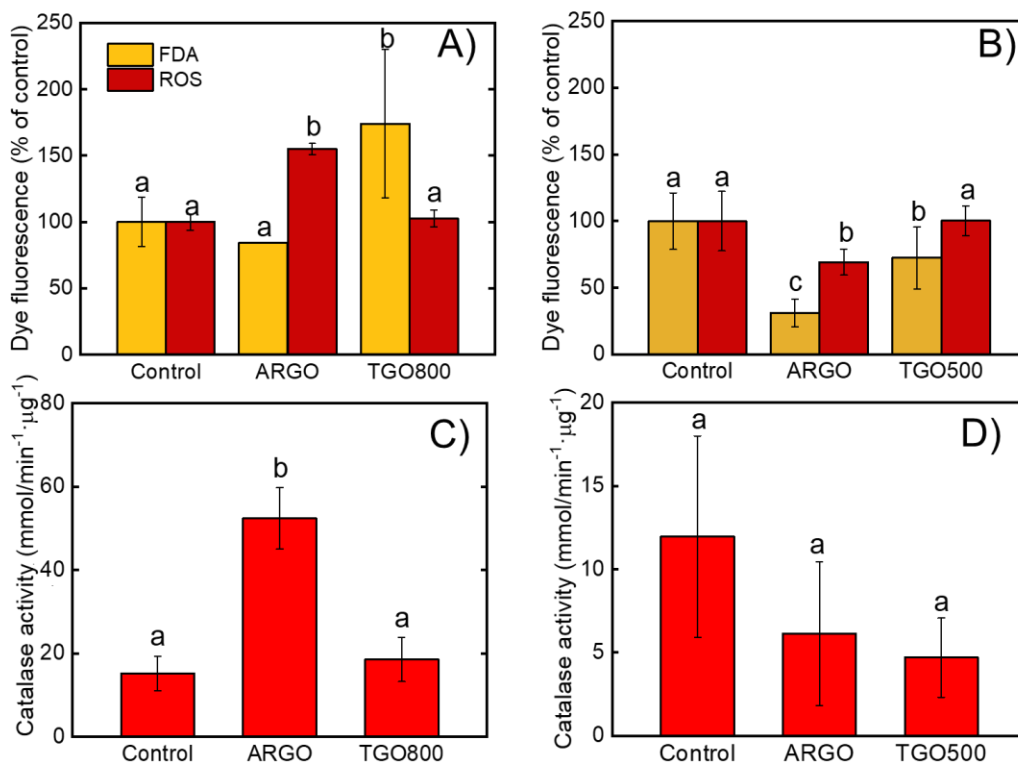 A)
FDA
ROS
Dye fluorescence (% of control)
250
200
150
100
50
0
a
a
a
b
b
a
Control
ARGO
TGO800
B)
Dye fluorescence (% of control)
250
200
150
100
50
0
a
a
c
b
b
a
Control
ARGO
TGO500
C)
Catalase activity (mmol/min⁻¹·µg⁻¹)
80
60
40
20
0
a
b
a
Control
ARGO
TGO800
D)
Catalase activity (mmol/min⁻¹·µg⁻¹)
20
15
10
5
0
a
a
a
Control
ARGO
TGO500